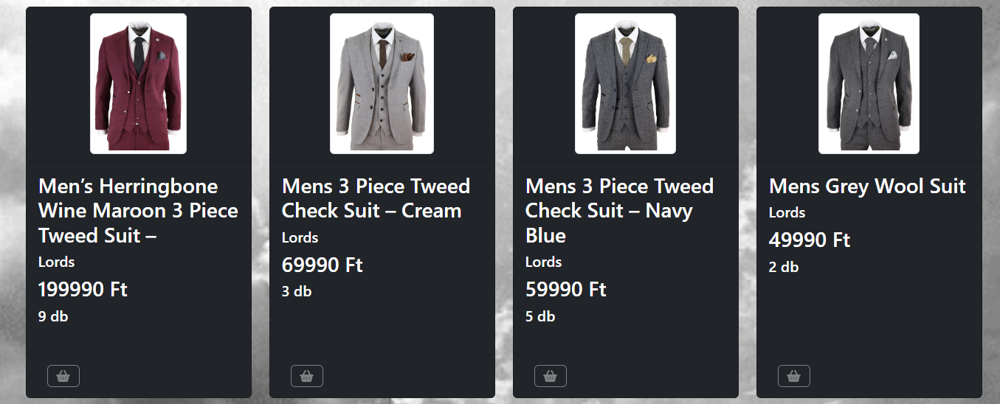 Men’s Herringbone
Wine Maroon 3 Piece
Tweed Suit –
Lords
199990 Ft
9 db
Mens 3 Piece Tweed
Check Suit – Cream
Lords
69990 Ft
3 db
Mens 3 Piece Tweed
Check Suit – Navy
Blue
Lords
59990 Ft
5 db
Mens Grey Wool Suit
Lords
49990 Ft
2 db